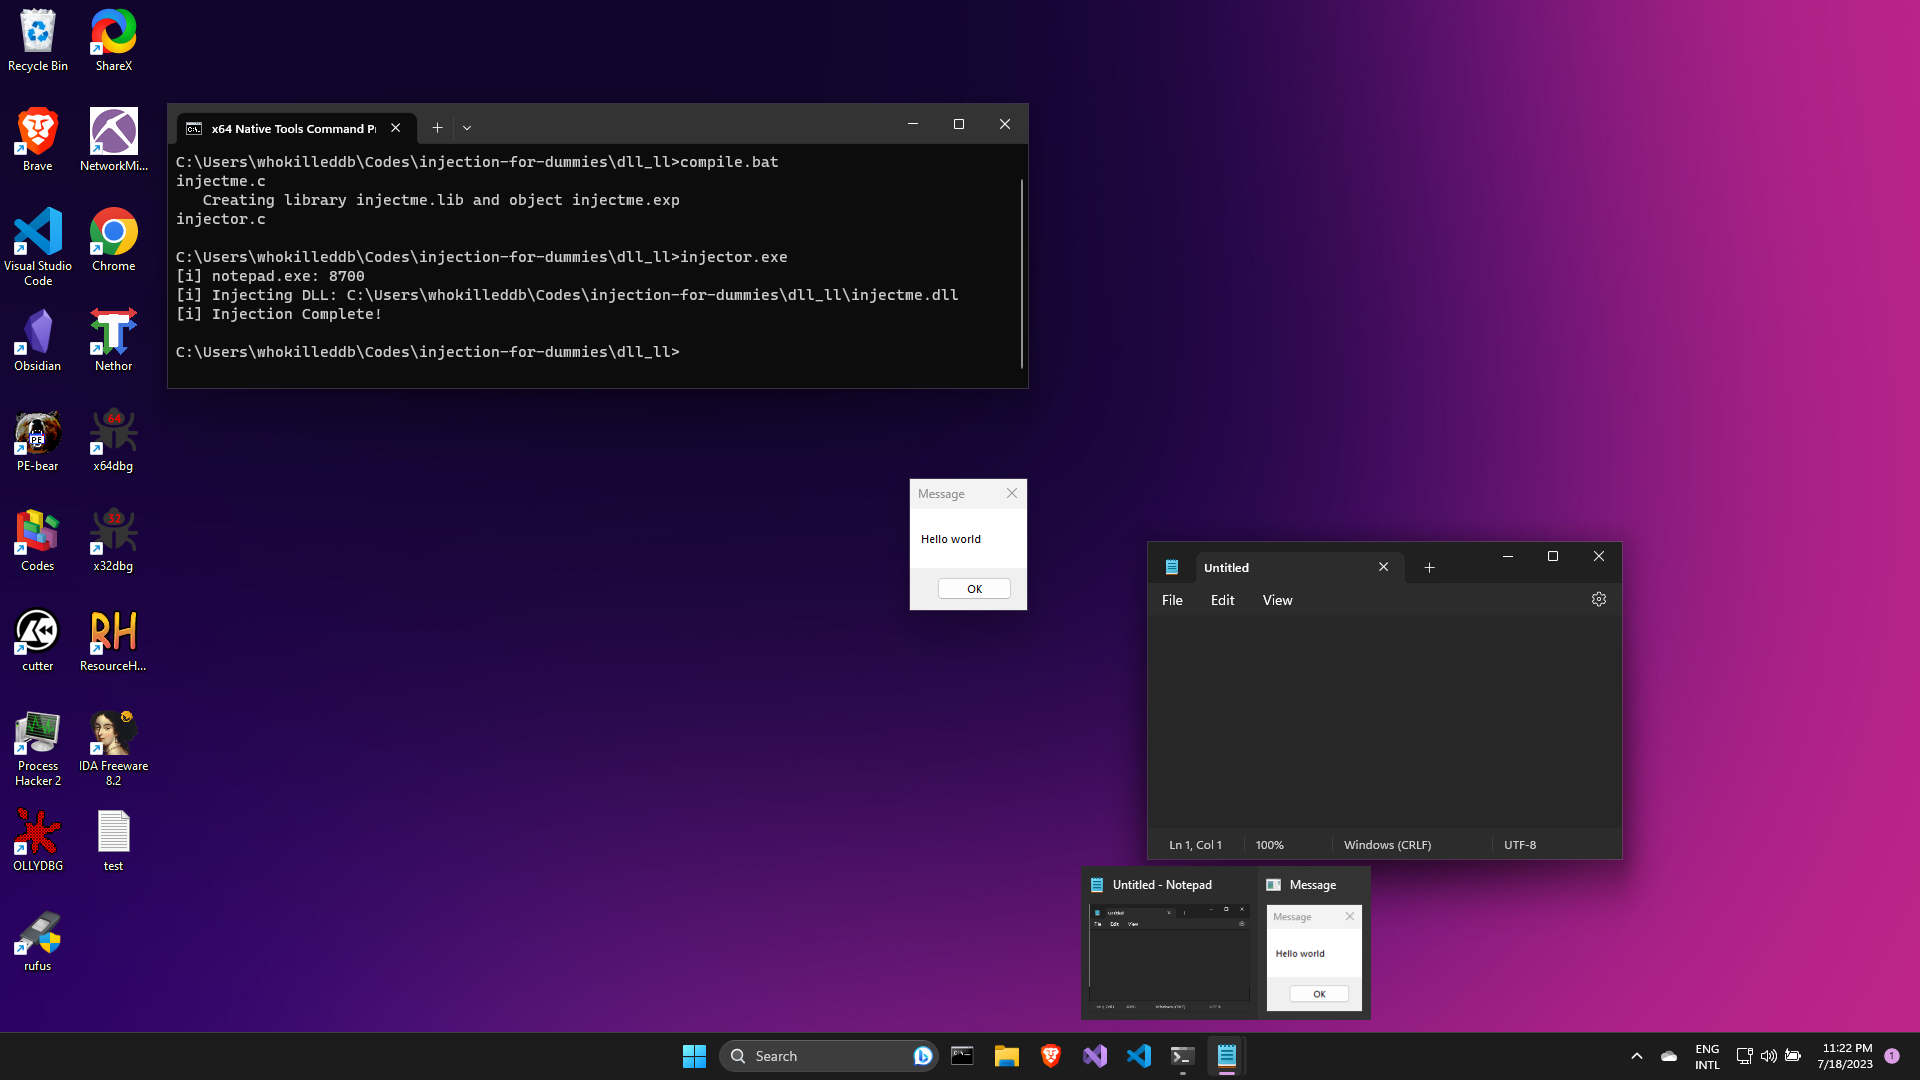 Recycle Bin
ShareX
Brave
NetworkMi...
Visual Studio
Code
Chrome
Obsidian
Nethor
PE-bear
x64dbg
Codes
x32dbg
cutter
ResourceH...
Process
Hacker 2
IDA Freeware
8.2
OLLYDBG
test
rufus
x64 Native Tools Command Pr
C:\Users\whokilleddb\Codes\injection-for-dummies\dll_ll>compile.bat
injectme.c
   Creating library injectme.lib and object injectme.exp
injector.c
C:\Users\whokilleddb\Codes\injection-for-dummies\dll_ll>injector.exe
[i] notepad.exe: 8700
[i] Injecting DLL: C:\Users\whokilleddb\Codes\injection-for-dummies\dll_ll\injectme.dll
[i] Injection Complete!
C:\Users\whokilleddb\Codes\injection-for-dummies\dll_ll>
Message
Hello world
OK
Untitled
File Edit View
Ln 1, Col 1 100% Windows (CRLF) UTF-8
Untitled - Notepad
Message
Untitled
File Edit View
Message
Hello world
OK
Search
ENG
INTL
11:22 PM
7/18/2023
1